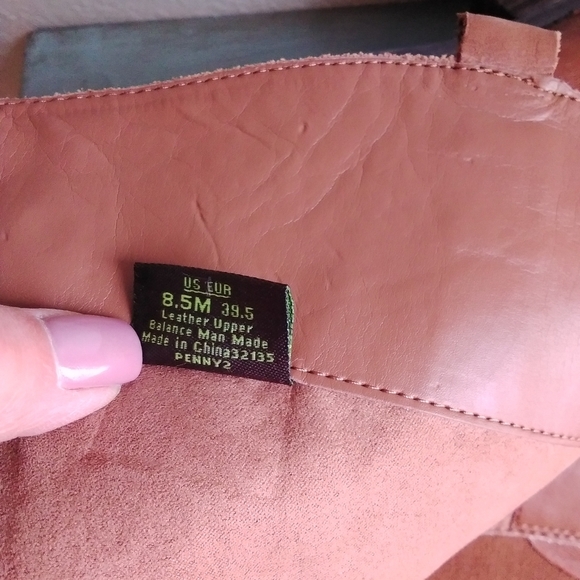 US EUR
8.5M 39.5
Leather Upper
Balance Man Made
Made in China32135
PENNY2